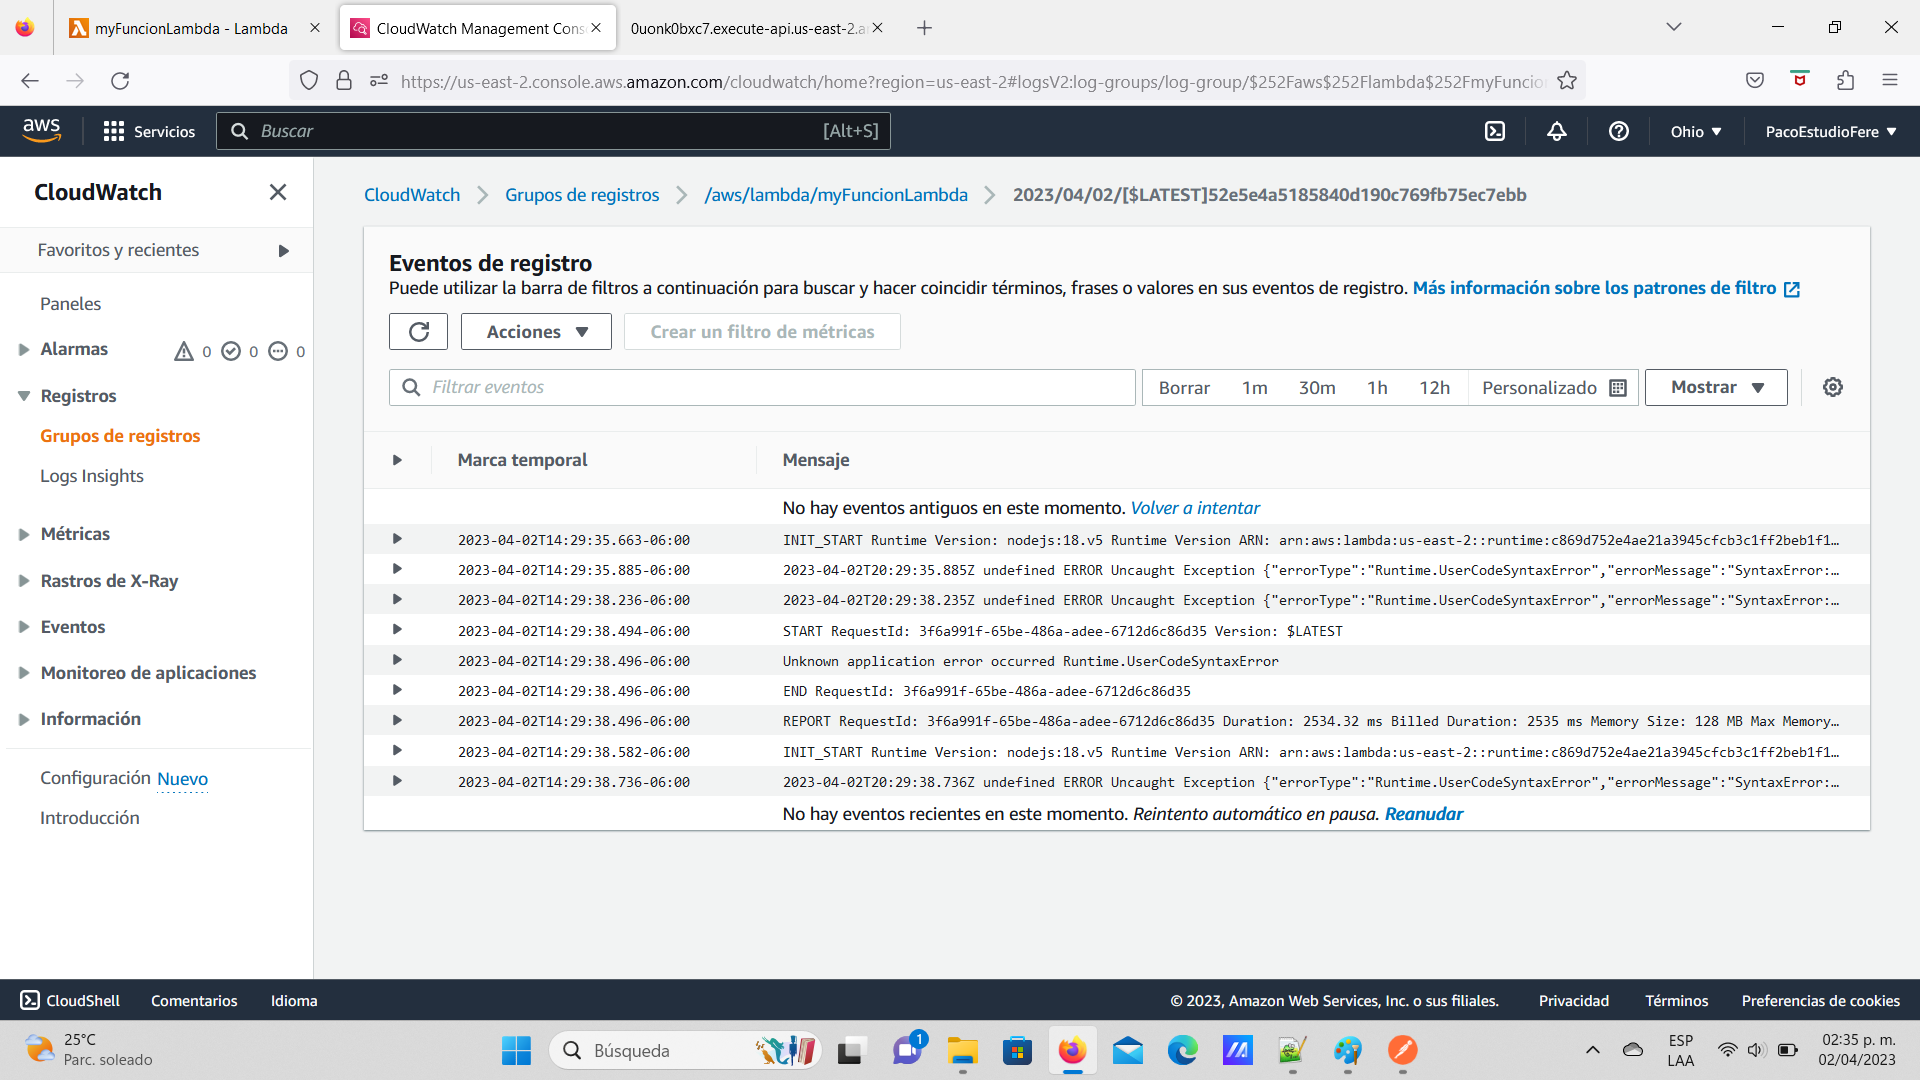 myFuncionLambda - Lambda
CloudWatch Management Cons
0uonk0bxc7.execute-api.us-east-2.a
https://us-east-2.console.aws.amazon.com/cloudwatch/home?region=us-east-2#logsV2:log-groups/log-group/$252Faws$252Flambda$252FmyFuncio
aws
Servicios
Buscar
[Alt+S]
Ohio
PacoEstudioFere
CloudWatch
Favoritos y recientes
Paneles
Alarmas
0
0
0
Registros
Grupos de registros
Logs Insights
Métricas
Rastros de X-Ray
Eventos
Monitoreo de aplicaciones
Información
Configuración Nuevo
Introducción
CloudWatch
Grupos de registros
/aws/lambda/myFuncionLambda
2023/04/02/[$LATEST]52e5e4a5185840d190c769fb75ec7ebb
Eventos de registro
Puede utilizar la barra de filtros a continuación para buscar y hacer coincidir términos, frases o valores en sus eventos de registro. Más información sobre los patrones de filtro
Acciones
Crear un filtro de métricas
Filtrar eventos
Borrar
1m
30m
1h
12h
Personalizado
Mostrar
Marca temporal
Mensaje
No hay eventos antiguos en este momento. Volver a intentar
2023-04-02T14:29:35.663-06:00 INIT_START Runtime Version: nodejs:18.v5 Runtime Version ARN: arn:aws:lambda:us-east-2::runtime:c869d752e4ae21a3945cfcb3c1ff2beb1f1…
2023-04-02T14:29:35.885-06:00 2023-04-02T20:29:35.885Z undefined ERROR Uncaught Exception {"errorType":"Runtime.UserCodeSyntaxError","errorMessage":"SyntaxError:…
2023-04-02T14:29:38.236-06:00 2023-04-02T20:29:38.235Z undefined ERROR Uncaught Exception {"errorType":"Runtime.UserCodeSyntaxError","errorMessage":"SyntaxError:…
2023-04-02T14:29:38.494-06:00 START RequestId: 3f6a991f-65be-486a-adee-6712d6c86d35 Version: $LATEST
2023-04-02T14:29:38.496-06:00 Unknown application error occurred Runtime.UserCodeSyntaxError
2023-04-02T14:29:38.496-06:00 END RequestId: 3f6a991f-65be-486a-adee-6712d6c86d35
2023-04-02T14:29:38.496-06:00 REPORT RequestId: 3f6a991f-65be-486a-adee-6712d6c86d35 Duration: 2534.32 ms Billed Duration: 2535 ms Memory Size: 128 MB Max Memory…
2023-04-02T14:29:38.582-06:00 INIT_START Runtime Version: nodejs:18.v5 Runtime Version ARN: arn:aws:lambda:us-east-2::runtime:c869d752e4ae21a3945cfcb3c1ff2beb1f1…
2023-04-02T14:29:38.736-06:00 2023-04-02T20:29:38.736Z undefined ERROR Uncaught Exception {"errorType":"Runtime.UserCodeSyntaxError","errorMessage":"SyntaxError:…
No hay eventos recientes en este momento. Reintento automático en pausa. Reanudar
CloudShell
Comentarios
Idioma
© 2023, Amazon Web Services, Inc. o sus filiales.
Privacidad
Términos
Preferencias de cookies
25°C
Parc. soleado
Búsqueda
1
ESP
LAA
02:35 p. m.
02/04/2023